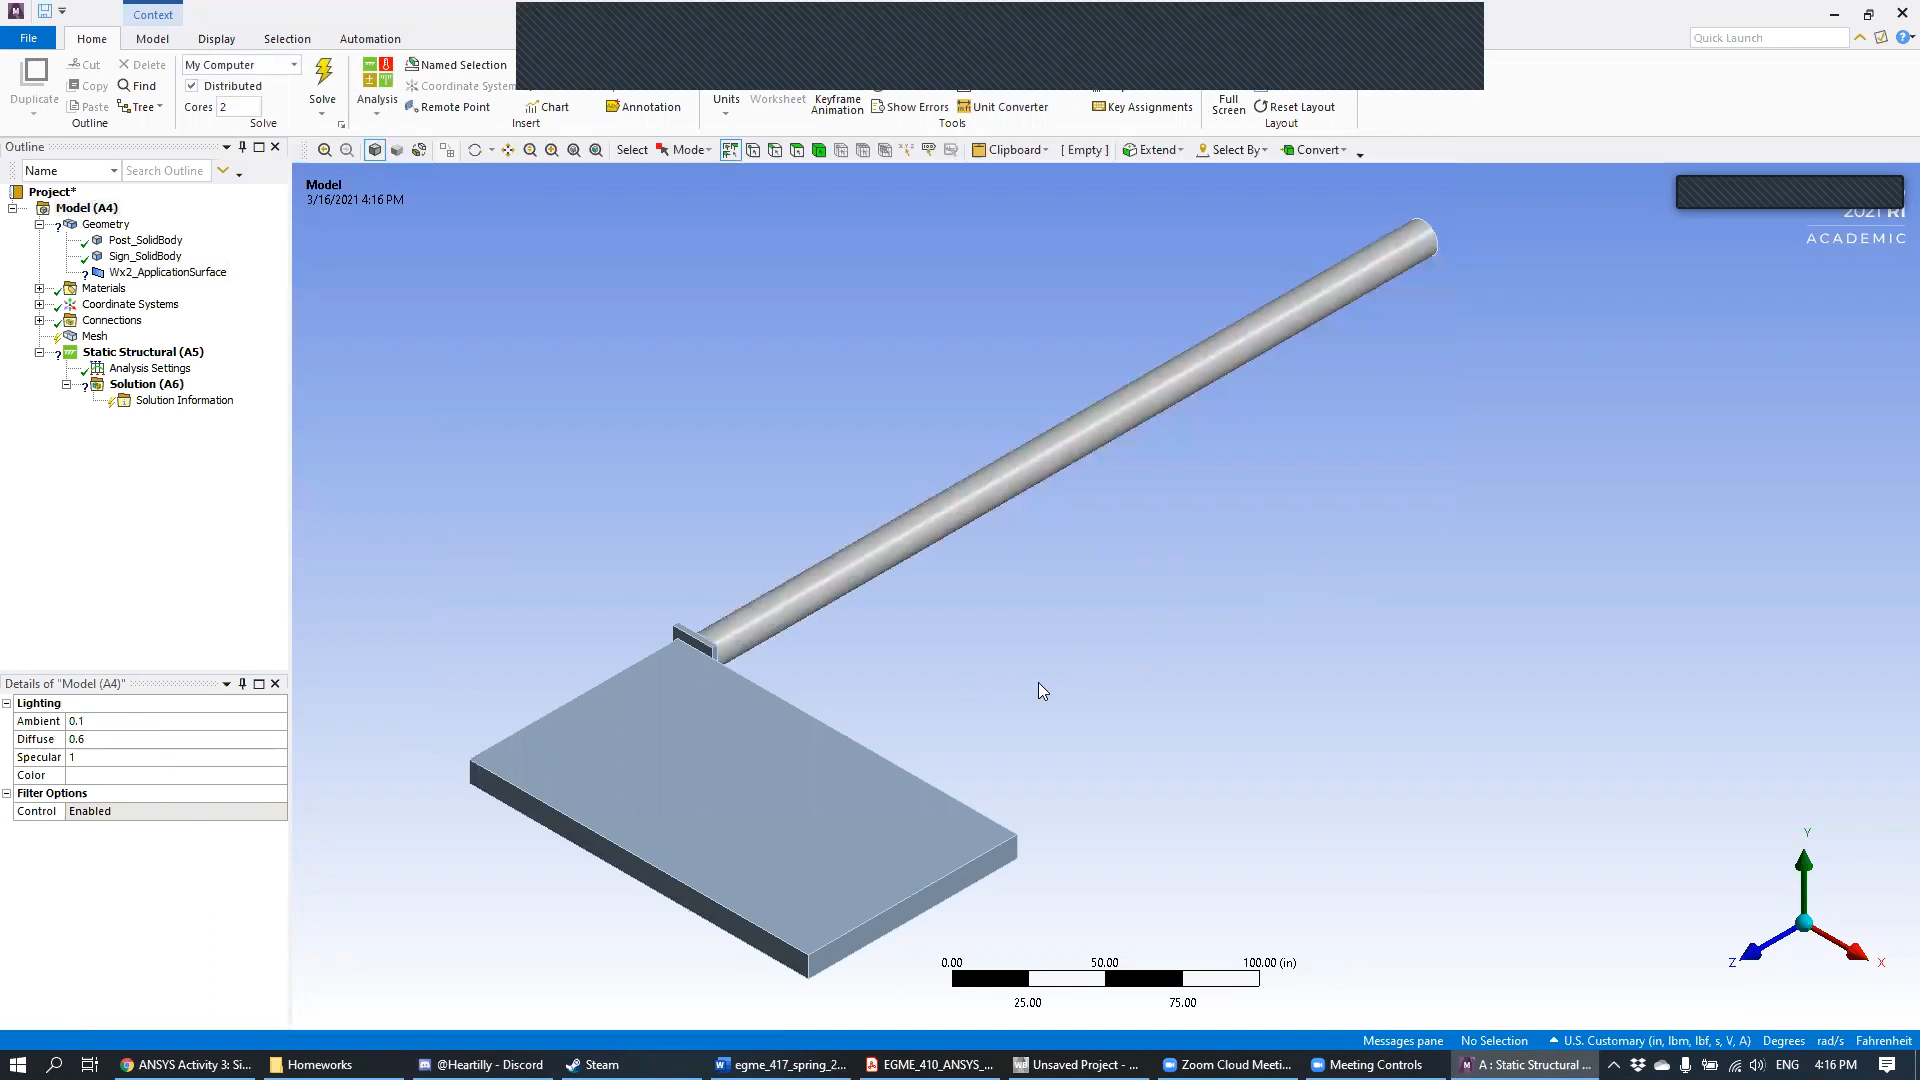 Context
File
Home
Model
Display
Selection
Automation
Quick Launch
Duplicate
Cut
Copy
Paste
Delete
Find
Tree
Outline
My Computer
Distributed
Cores 2
Solve
Solve
Analysis
Named Selection
Coordinate System
Remote Point
Chart
Annotation
Insert
Units
Worksheet
Keyframe
Animation
Show Errors
Unit Converter
Key Assignments
Tools
Full
Screen
Reset Layout
Layout
Outline
Select
Mode
Clipboard
[ Empty ]
Extend
Select By
Convert
Name
Search Outline
Project*
Model (A4)
Geometry
Post_SolidBody
Sign_SolidBody
Wx2_ApplicationSurface
Materials
Coordinate Systems
Connections
Mesh
Static Structural (A5)
Analysis Settings
Solution (A6)
Solution Information
Model
3/16/2021 4:16 PM
2021 R1
ACADEMIC
Details of "Model (A4)"
Lighting
Ambient 0.1
Diffuse 0.6
Specular 1
Color
Filter Options
Control Enabled
0.00 50.00 100.00 (in)
25.00 75.00
Y
Z
X
Messages pane
No Selection
U.S. Customary (in, lbm, lbf, s, V, A)
Degrees
rad/s
Fahrenheit
ANSYS Activity 3: Si...
Homeworks
@Heartilly - Discord
Steam
egme_417_spring_2...
EGME_410_ANSYS_...
Unsaved Project - ...
Zoom Cloud Meeti...
Meeting Controls
A : Static Structural ...
ENG
4:16 PM